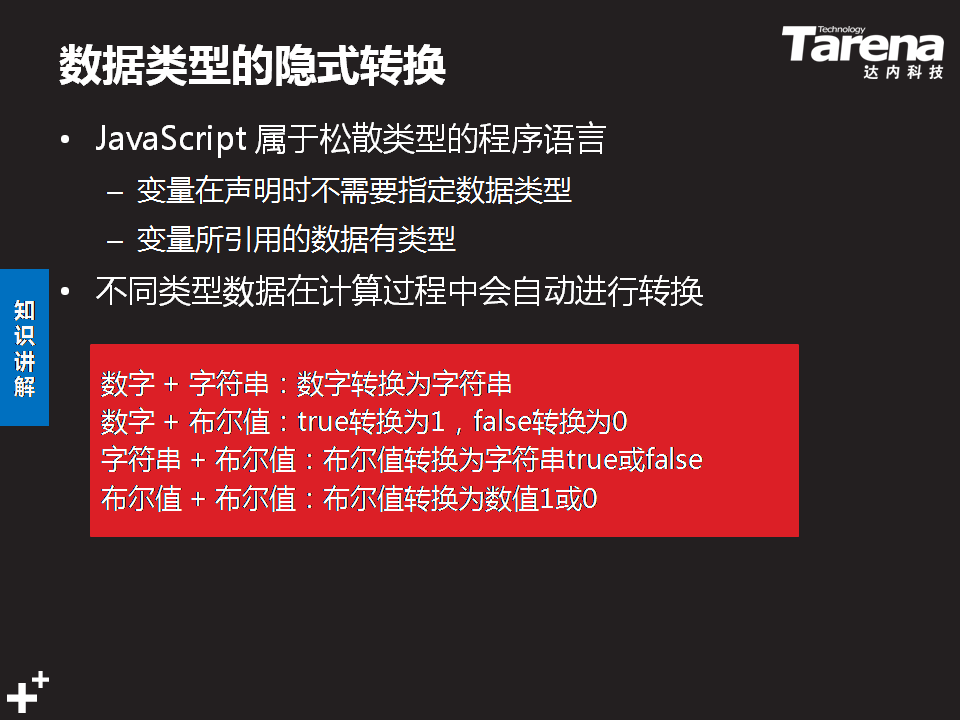 数据类型的隐式转换
Technology
Tarena
达内科技
• JavaScript 属于松散类型的程序语言
– 变量在声明时不需要指定数据类型
– 变量所引用的数据有类型
• 不同类型数据在计算过程中会自动进行转换
知识讲解
数字 + 字符串：数字转换为字符串
数字 + 布尔值：true转换为1，false转换为0
字符串 + 布尔值：布尔值转换为字符串true或false
布尔值 + 布尔值：布尔值转换为数值1或0